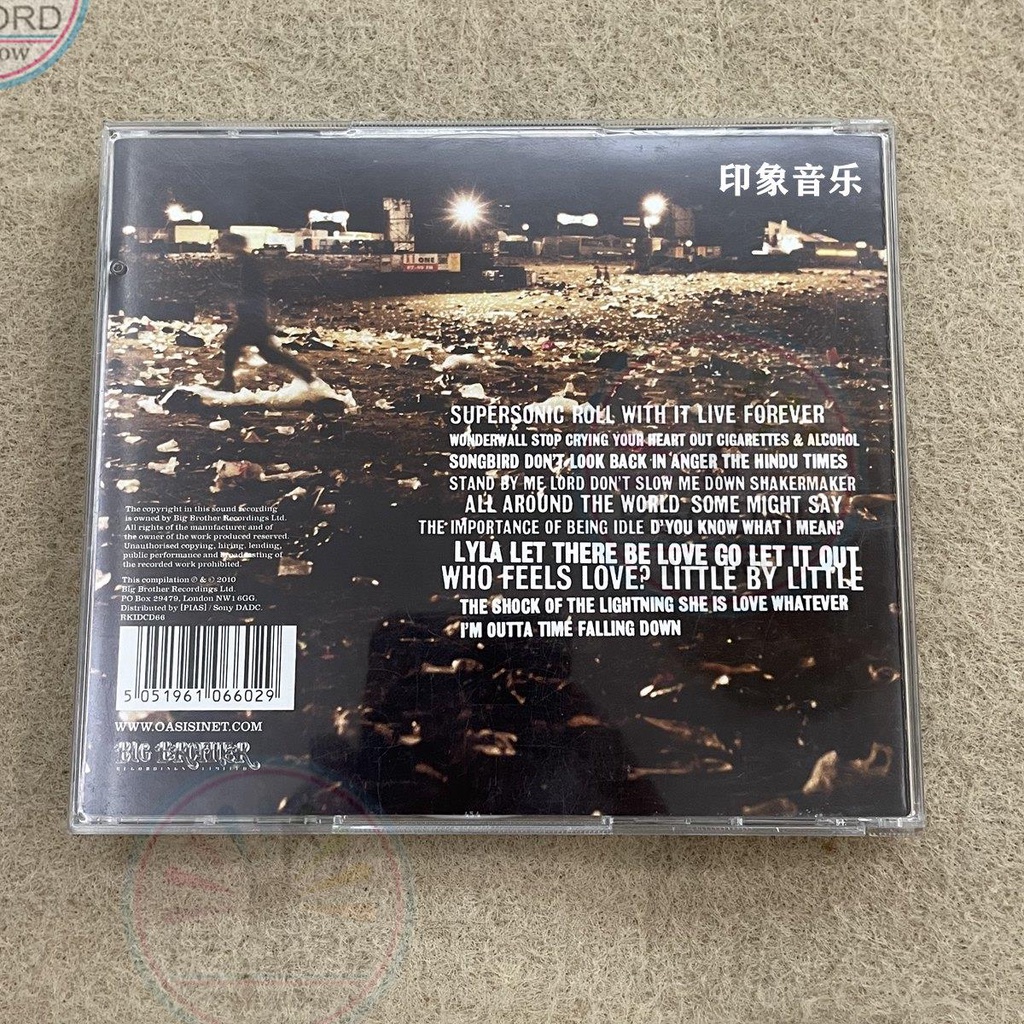 ORD
ow
印象音乐
ONE
SUPERSONIC ROLL WITH IT LIVE FOREVER
WONDERWALL STOP CRYING YOUR HEART OUT CIGARETTES & ALCOHOL
SONGBIRD DON'T LOOK BACK IN ANGER THE HINDU TIMES
STAND BY ME LORD DON'T SLOW ME DOWN SHAKERMAKER
ALL AROUND THE WORLD SOME MIGHT SAY
THE IMPORTANCE OF BEING IDLE D'YOU KNOW WHAT I MEAN?
LYLA LET THERE BE LOVE GO LET IT OUT
WHO FEELS LOVE? LITTLE BY LITTLE
THE SHOCK OF THE LIGHTNING SHE IS LOVE WHATEVER
I'M OUTTA TIME FALLING DOWN
The copyright in this sound recording
is owned by Big Brother Recordings Ltd.
All rights of the manufacturer and of
the owner of the work produced reserved.
Unauthorised copying, hiring, lending,
public performance and broadcasting of
the recorded work prohibited.
This compilation ℗ & © 2010
Big Brother Recordings Ltd.
PO Box 29479, London NW1 6GG.
Distributed by [PIAS] / Sony DADC.
RKIDCD66
5 051961 066029
WWW.OASISINET.COM
BIG BROTHER
RECORDINGS LIMITED